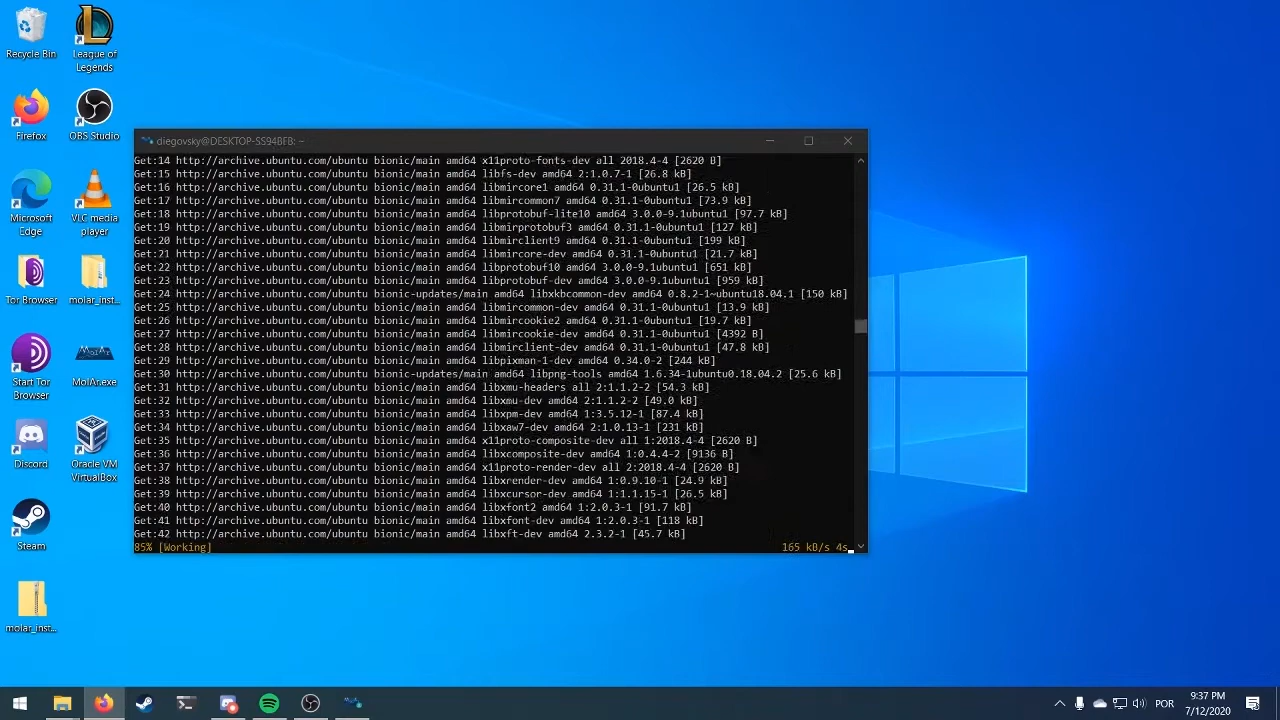 Recycle Bin
League of
Legends
Firefox
OBS Studio
Microsoft
Edge
VLC media
player
Tor Browser
molar_inst...
Start Tor
Browser
MolAr.exe
Discord
Oracle VM
VirtualBox
Steam
molar_inst...
diegovsky@DESKTOP-SS94BFB: ~
Get:14 http://archive.ubuntu.com/ubuntu bionic/main amd64 x11proto-fonts-dev all 2018.4-4 [2620 B]
Get:15 http://archive.ubuntu.com/ubuntu bionic/main amd64 libfs-dev amd64 2:1.0.7-1 [26.8 kB]
Get:16 http://archive.ubuntu.com/ubuntu bionic/main amd64 libmircore1 amd64 0.31.1-0ubuntu1 [26.5 kB]
Get:17 http://archive.ubuntu.com/ubuntu bionic/main amd64 libmircommon7 amd64 0.31.1-0ubuntu1 [73.9 kB]
Get:18 http://archive.ubuntu.com/ubuntu bionic/main amd64 libprotobuf-lite10 amd64 3.0.0-9.1ubuntu1 [97.7 kB]
Get:19 http://archive.ubuntu.com/ubuntu bionic/main amd64 libmirprotobuf3 amd64 0.31.1-0ubuntu1 [127 kB]
Get:20 http://archive.ubuntu.com/ubuntu bionic/main amd64 libmirclient9 amd64 0.31.1-0ubuntu1 [199 kB]
Get:21 http://archive.ubuntu.com/ubuntu bionic/main amd64 libmircore-dev amd64 0.31.1-0ubuntu1 [21.7 kB]
Get:22 http://archive.ubuntu.com/ubuntu bionic/main amd64 libprotobuf10 amd64 3.0.0-9.1ubuntu1 [651 kB]
Get:23 http://archive.ubuntu.com/ubuntu bionic/main amd64 libprotobuf-dev amd64 3.0.0-9.1ubuntu1 [959 kB]
Get:24 http://archive.ubuntu.com/ubuntu bionic-updates/main amd64 libxkbcommon-dev amd64 0.8.2-1~ubuntu18.04.1 [150 kB]
Get:25 http://archive.ubuntu.com/ubuntu bionic/main amd64 libmircommon-dev amd64 0.31.1-0ubuntu1 [13.9 kB]
Get:26 http://archive.ubuntu.com/ubuntu bionic/main amd64 libmircookie2 amd64 0.31.1-0ubuntu1 [19.7 kB]
Get:27 http://archive.ubuntu.com/ubuntu bionic/main amd64 libmircookie-dev amd64 0.31.1-0ubuntu1 [4392 B]
Get:28 http://archive.ubuntu.com/ubuntu bionic/main amd64 libmirclient-dev amd64 0.31.1-0ubuntu1 [47.8 kB]
Get:29 http://archive.ubuntu.com/ubuntu bionic/main amd64 libpixman-1-dev amd64 0.34.0-2 [244 kB]
Get:30 http://archive.ubuntu.com/ubuntu bionic-updates/main amd64 libpng-tools amd64 1.6.34-1ubuntu0.18.04.2 [25.6 kB]
Get:31 http://archive.ubuntu.com/ubuntu bionic/main amd64 libxmu-headers all 2:1.1.2-2 [54.3 kB]
Get:32 http://archive.ubuntu.com/ubuntu bionic/main amd64 libxmu-dev amd64 2:1.1.2-2 [49.0 kB]
Get:33 http://archive.ubuntu.com/ubuntu bionic/main amd64 libxpm-dev amd64 1:3.5.12-1 [87.4 kB]
Get:34 http://archive.ubuntu.com/ubuntu bionic/main amd64 libxaw7-dev amd64 2:1.0.13-1 [231 kB]
Get:35 http://archive.ubuntu.com/ubuntu bionic/main amd64 x11proto-composite-dev all 1:2018.4-4 [2620 B]
Get:36 http://archive.ubuntu.com/ubuntu bionic/main amd64 libxcomposite-dev amd64 1:0.4.4-2 [9136 B]
Get:37 http://archive.ubuntu.com/ubuntu bionic/main amd64 x11proto-render-dev all 2:2018.4-4 [2620 B]
Get:38 http://archive.ubuntu.com/ubuntu bionic/main amd64 libxrender-dev amd64 1:0.9.10-1 [24.9 kB]
Get:39 http://archive.ubuntu.com/ubuntu bionic/main amd64 libxcursor-dev amd64 1:1.1.15-1 [26.5 kB]
Get:40 http://archive.ubuntu.com/ubuntu bionic/main amd64 libxfont2 amd64 1:2.0.3-1 [91.7 kB]
Get:41 http://archive.ubuntu.com/ubuntu bionic/main amd64 libxfont-dev amd64 1:2.0.3-1 [118 kB]
Get:42 http://archive.ubuntu.com/ubuntu bionic/main amd64 libxft-dev amd64 2.3.2-1 [45.7 kB]
85% [Working] 165 kB/s 4s
POR
9:37 PM
7/12/2020